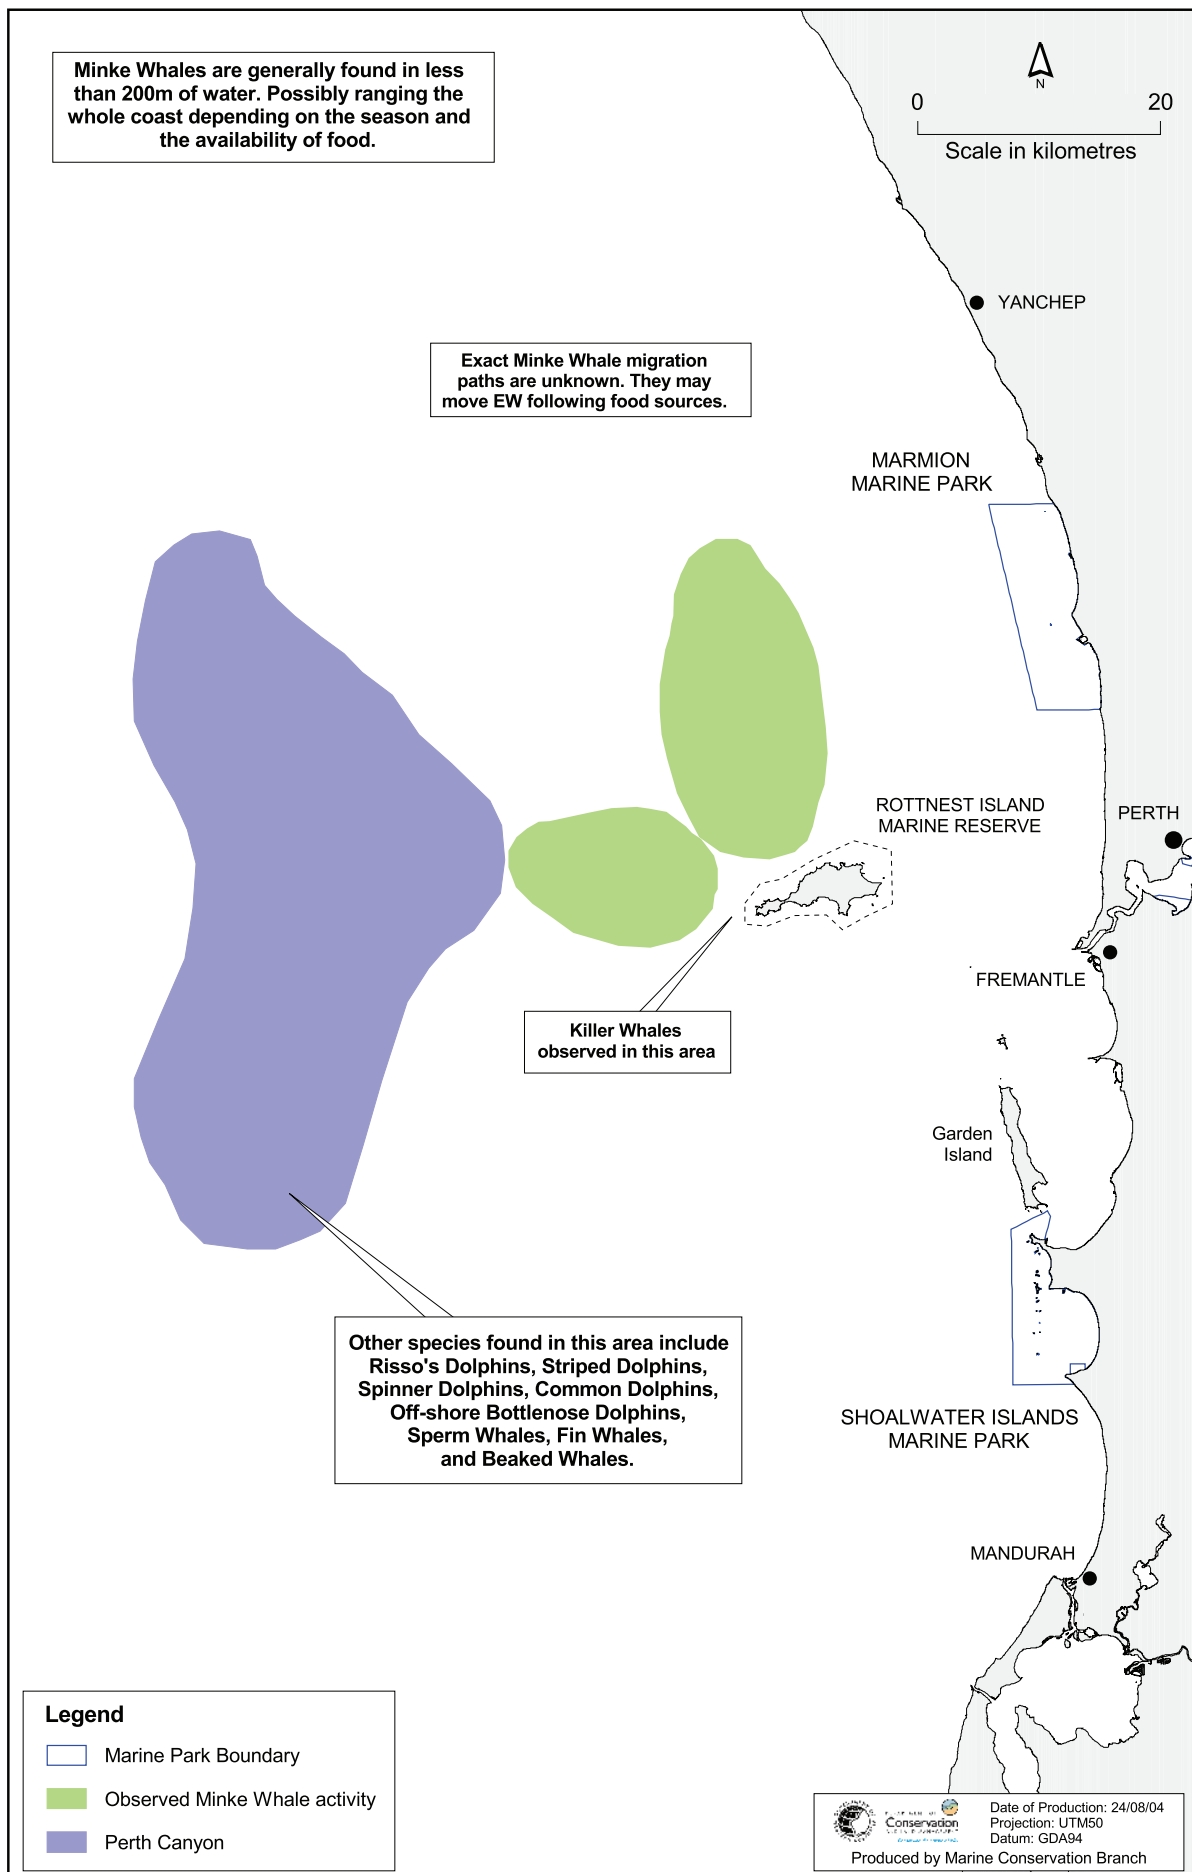 Minke Whales are generally found in less
than 200m of water. Possibly ranging the
whole coast depending on the season and
the availability of food.
N
0 20
Scale in kilometres
YANCHEP
Exact Minke Whale migration
paths are unknown. They may
move EW following food sources.
MARMION
MARINE PARK
ROTTNEST ISLAND
MARINE RESERVE
PERTH
FREMANTLE
Killer Whales
observed in this area
Garden
Island
Other species found in this area include
Risso's Dolphins, Striped Dolphins,
Spinner Dolphins, Common Dolphins,
Off-shore Bottlenose Dolphins,
Sperm Whales, Fin Whales,
and Beaked Whales.
SHOALWATER ISLANDS
MARINE PARK
MANDURAH
Legend
Marine Park Boundary
Observed Minke Whale activity
Perth Canyon
Conservation
Date of Production: 24/08/04
Projection: UTM50
Datum: GDA94
Produced by Marine Conservation Branch